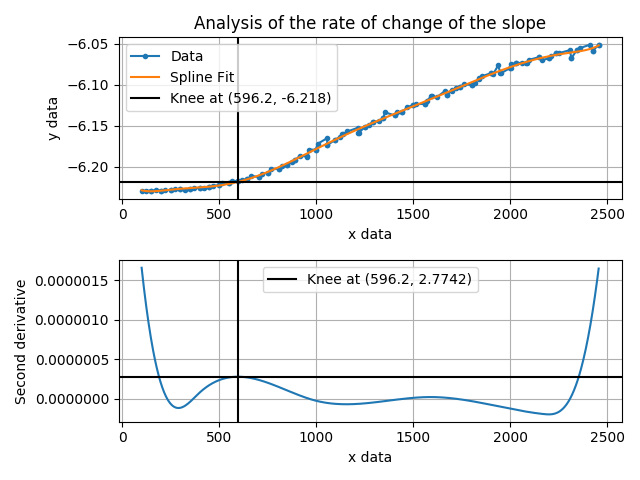 Analysis of the rate of change of the slope
y data
−6.05
−6.10
−6.15
−6.20
Data
Spline Fit
Knee at (596.2, -6.218)
0
500
1000
1500
2000
2500
x data
Second derivative
0.0000015
0.0000010
0.0000005
0.0000000
Knee at (596.2, 2.7742)
0
500
1000
1500
2000
2500
x data